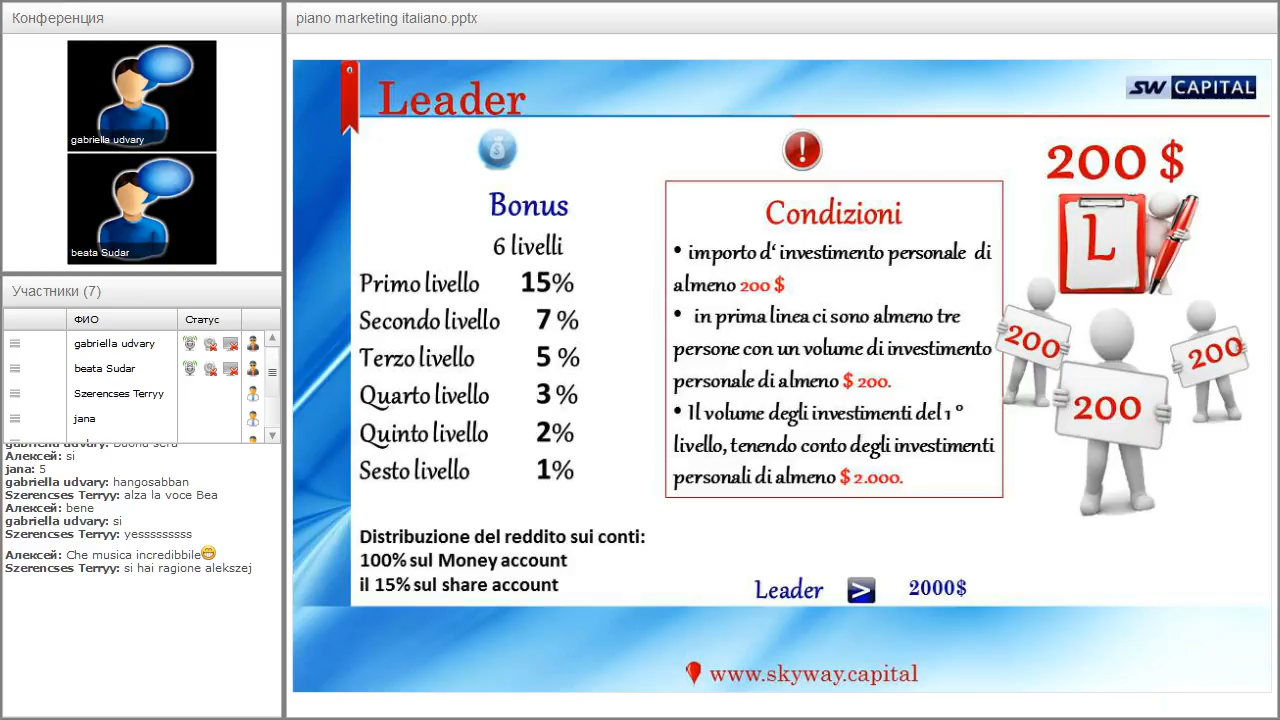 Конференция
gabriella udvary
beata Sudar
Участники (7)
ФИО Статус
gabriella udvary
beata Sudar
Szerencses Terryy
jana
gabriella udvary: Buona sera
Алексей: si
jana: 5
gabriella udvary: hangosabban
Szerencses Terryy: alza la voce Bea
Алексей: bene
gabriella udvary: si
Szerencses Terryy: yesssssssss
Алексей: Che musica incredibbile
Szerencses Terryy: si hai ragione alekszej
piano marketing italiano.pptx
Leader
SW CAPITAL
Bonus
6 livelli
Primo livello 15%
Secondo livello 7 %
Terzo livello 5 %
Quarto livello 3 %
Quinto livello 2%
Sesto livello 1%
Distribuzione del reddito sui conti:
100% sul Money account
il 15% sul share account
!
Condizioni
• importo d‘ investimento personale di
almeno 200 $
• in prima linea ci sono almeno tre
persone con un volume di investimento
personale di almeno $ 200.
• Il volume degli investimenti del 1 °
livello, tenendo conto degli investimenti
personali di almeno $ 2.000.
200 $
L
200
200
200
Leader > 2000$
www.skyway.capital